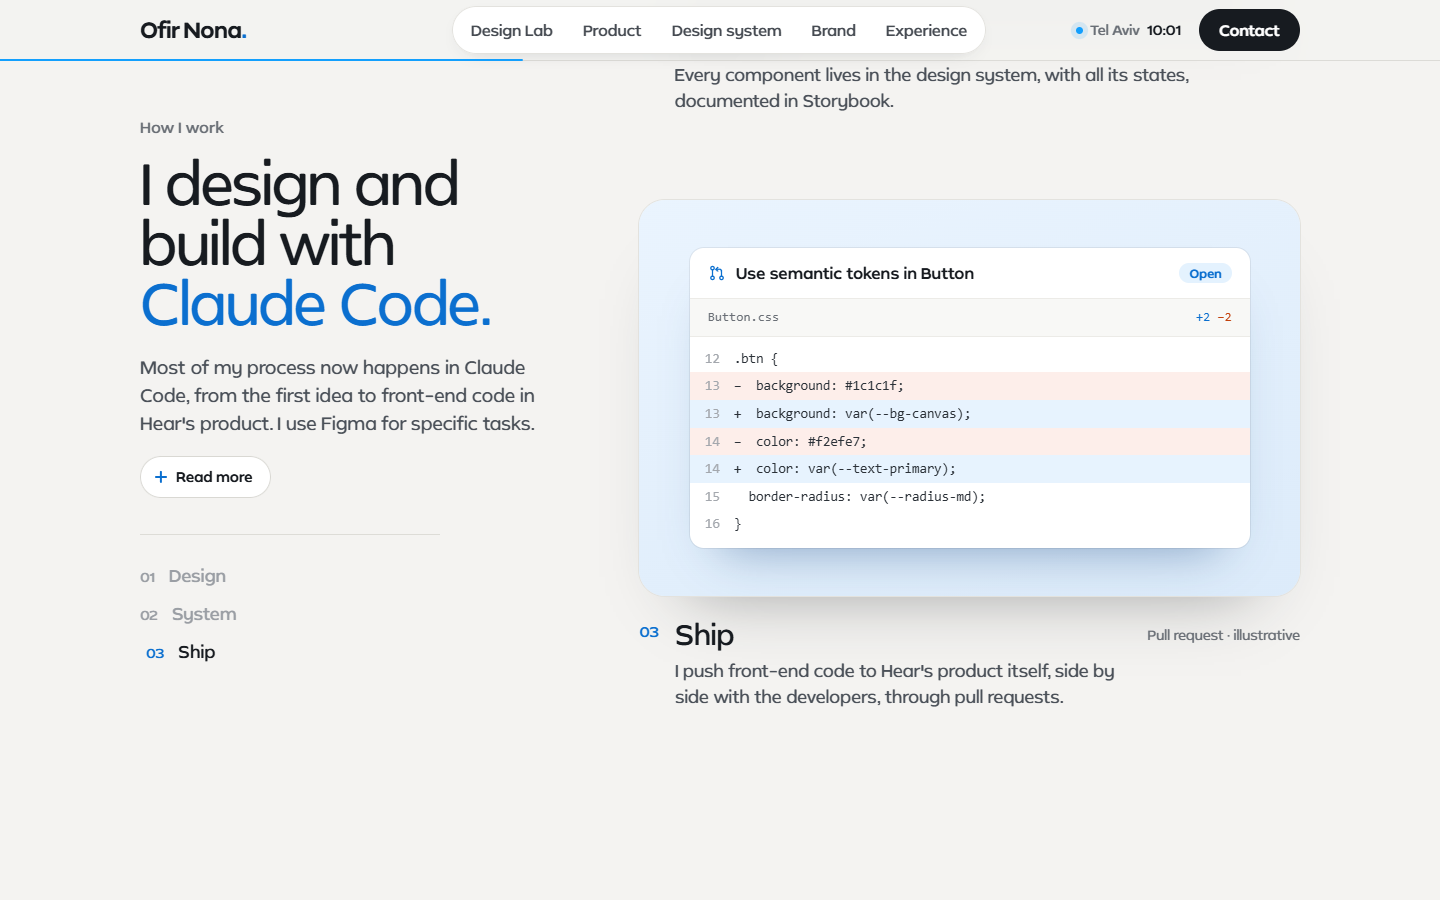 Ofir Nona.
Design Lab
Product
Design system
Brand
Experience
Tel Aviv 10:01
Contact
Every component lives in the design system, with all its states,
documented in Storybook.
How I work
I design and
build with
Claude Code.
Most of my process now happens in Claude
Code, from the first idea to front-end code in
Hear's product. I use Figma for specific tasks.
+ Read more
01 Design
02 System
03 Ship
Use semantic tokens in Button
Open
Button.css
+2 −2
12 .btn {
13 − background: #1c1c1f;
13 + background: var(--bg-canvas);
14 − color: #f2efe7;
14 + color: var(--text-primary);
15 border-radius: var(--radius-md);
16 }
03 Ship
Pull request · illustrative
I push front-end code to Hear's product itself, side by
side with the developers, through pull requests.